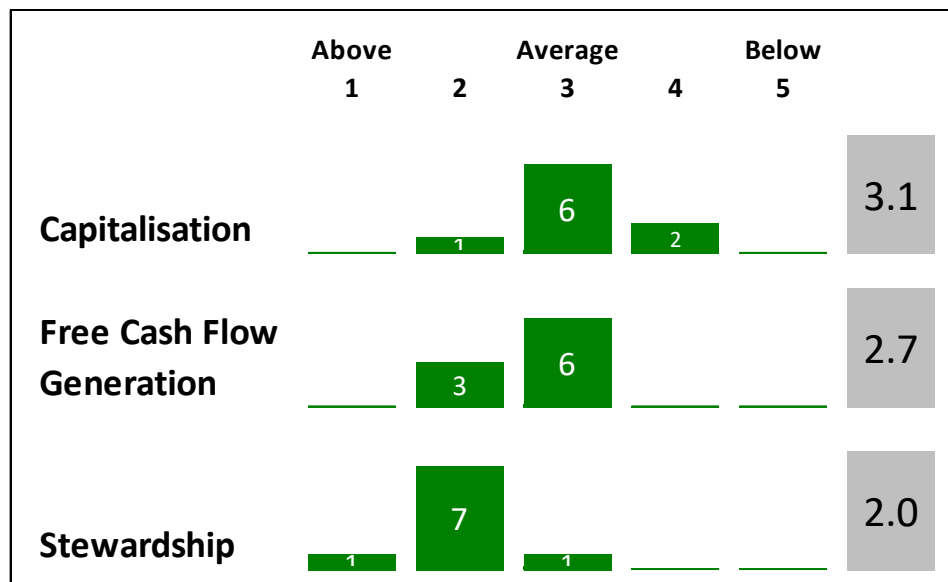 Above Average Below
1 2 3 4 5
Capitalisation 1 6 2 3.1
Free Cash Flow
Generation 3 6 2.7
Stewardship 1 7 1 2.0